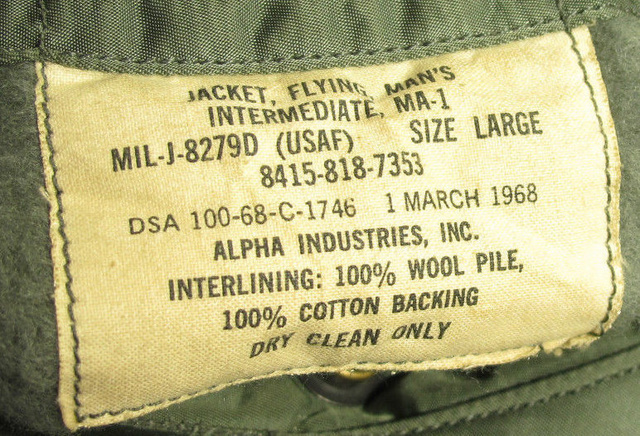 JACKET, FLYING, MAN'S
INTERMEDIATE, MA-1
MIL-J-8279D (USAF) SIZE LARGE
8415-818-7353
DSA 100-68-C-1746 1 MARCH 1968
ALPHA INDUSTRIES, INC.
INTERLINING: 100% WOOL PILE,
100% COTTON BACKING
DRY CLEAN ONLY